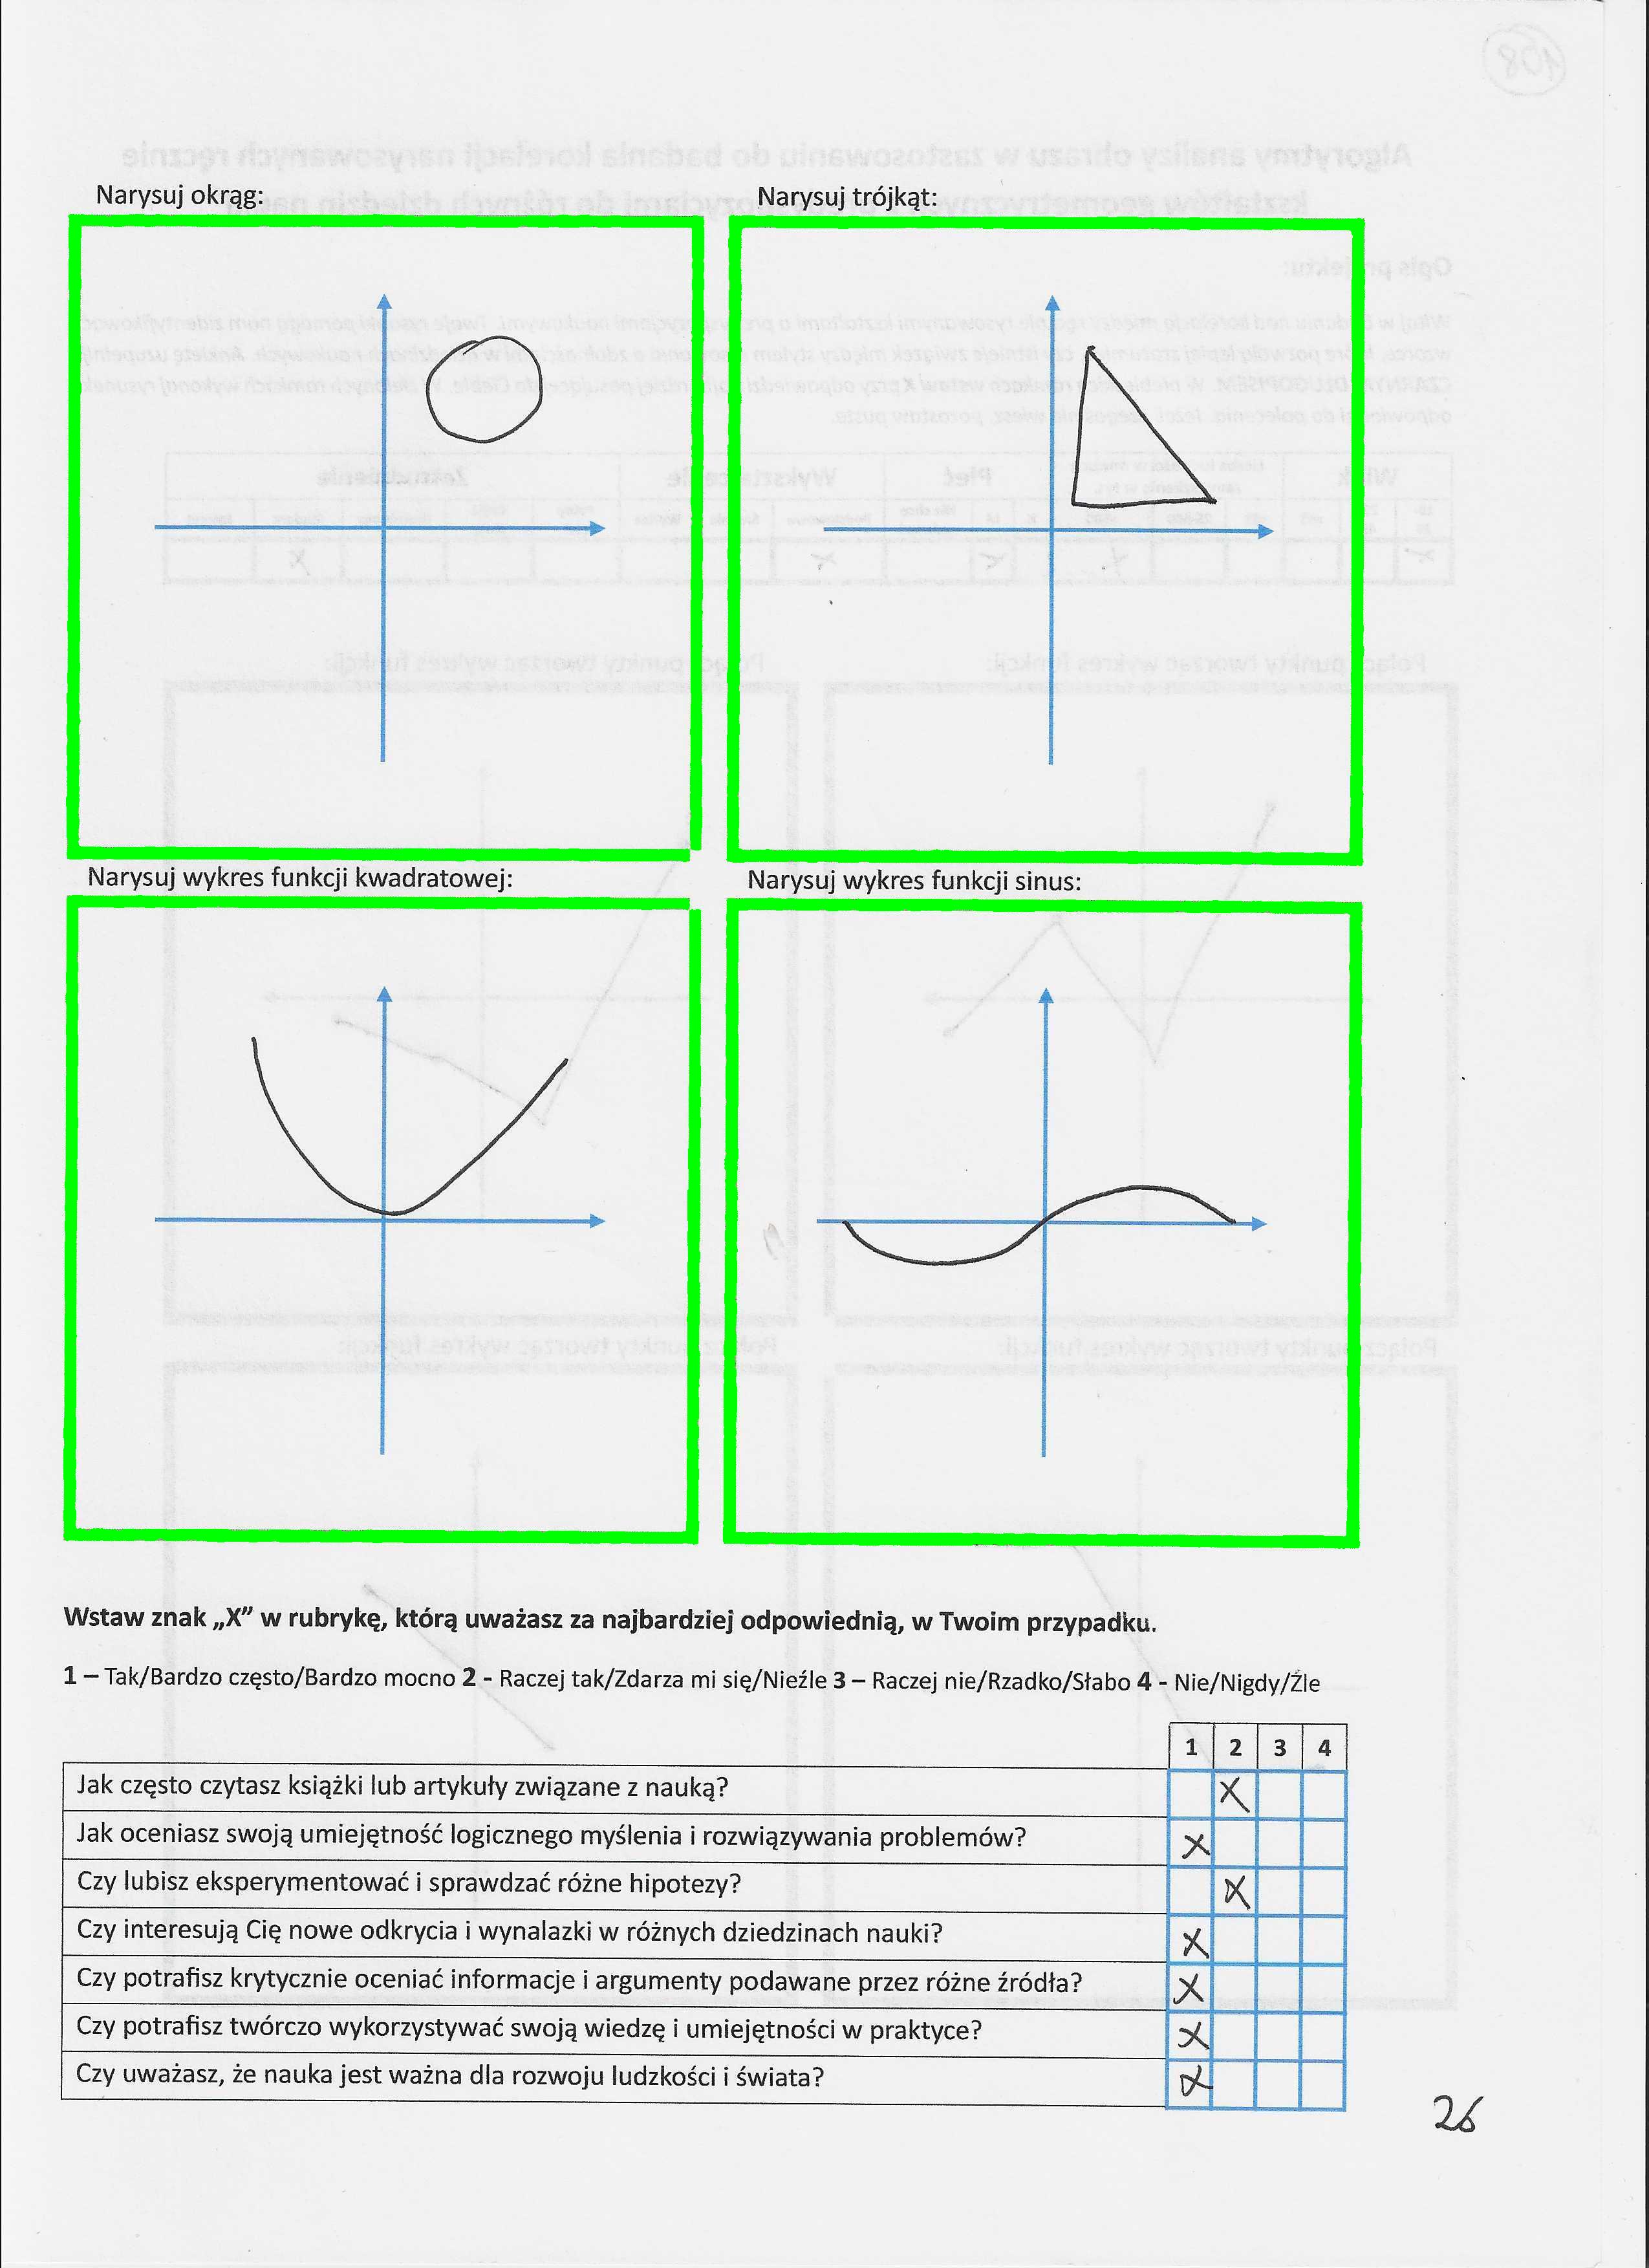 Narysuj okrąg:
Narysuj trójkąt:
Narysuj wykres funkcji kwadratowej:
Narysuj wykres funkcji sinus:
Wstaw znak „X” w rubrykę, którą uważasz za najbardziej odpowiednią, w Twoim przypadku.
1 – Tak/Bardzo często/Bardzo mocno 2 - Raczej tak/Zdarza mi się/Nieźle 3 – Raczej nie/Rzadko/Słabo 4 - Nie/Nigdy/Źle
1 2 3 4
Jak często czytasz książki lub artykuły związane z nauką? X
Jak oceniasz swoją umiejętność logicznego myślenia i rozwiązywania problemów? X
Czy lubisz eksperymentować i sprawdzać różne hipotezy? X
Czy interesują Cię nowe odkrycia i wynalazki w różnych dziedzinach nauki? X
Czy potrafisz krytycznie oceniać informacje i argumenty podawane przez różne źródła? X
Czy potrafisz twórczo wykorzystywać swoją wiedzę i umiejętności w praktyce? X
Czy uważasz, że nauka jest ważna dla rozwoju ludzkości i świata? X
26